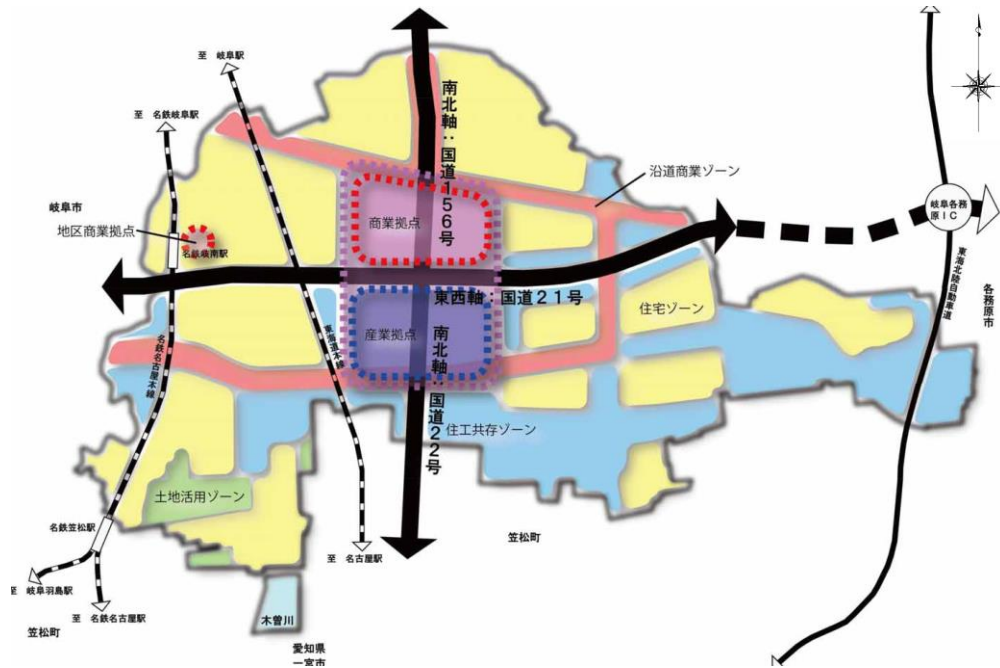 至　岐阜駅
至　名鉄岐阜駅
南北軸：国道１５６号
沿道商業ゾーン
岐阜市
地区商業拠点
商業拠点
岐阜各務
原ＩＣ
名鉄岐南駅
東西軸：国道２１号
東海北陸自動車道
各務原市
住宅ゾーン
産業拠点
東海道本線
名鉄名古屋本線
南北軸：国道２２号
住工共存ゾーン
土地活用ゾーン
名鉄笠松駅
笠松町
至　名古屋駅
至　岐阜羽島駅
至　名鉄名古屋駅
笠松町
木曽川
愛知県
一宮市